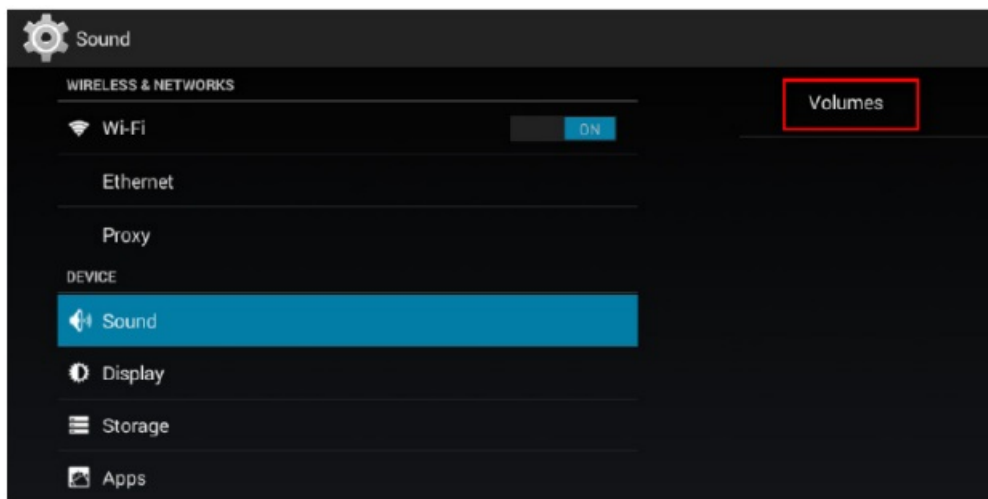 Sound
WIRELESS & NETWORKS
Wi-Fi
ON
Ethernet
Proxy
DEVICE
Sound
Display
Storage
Apps
Volumes